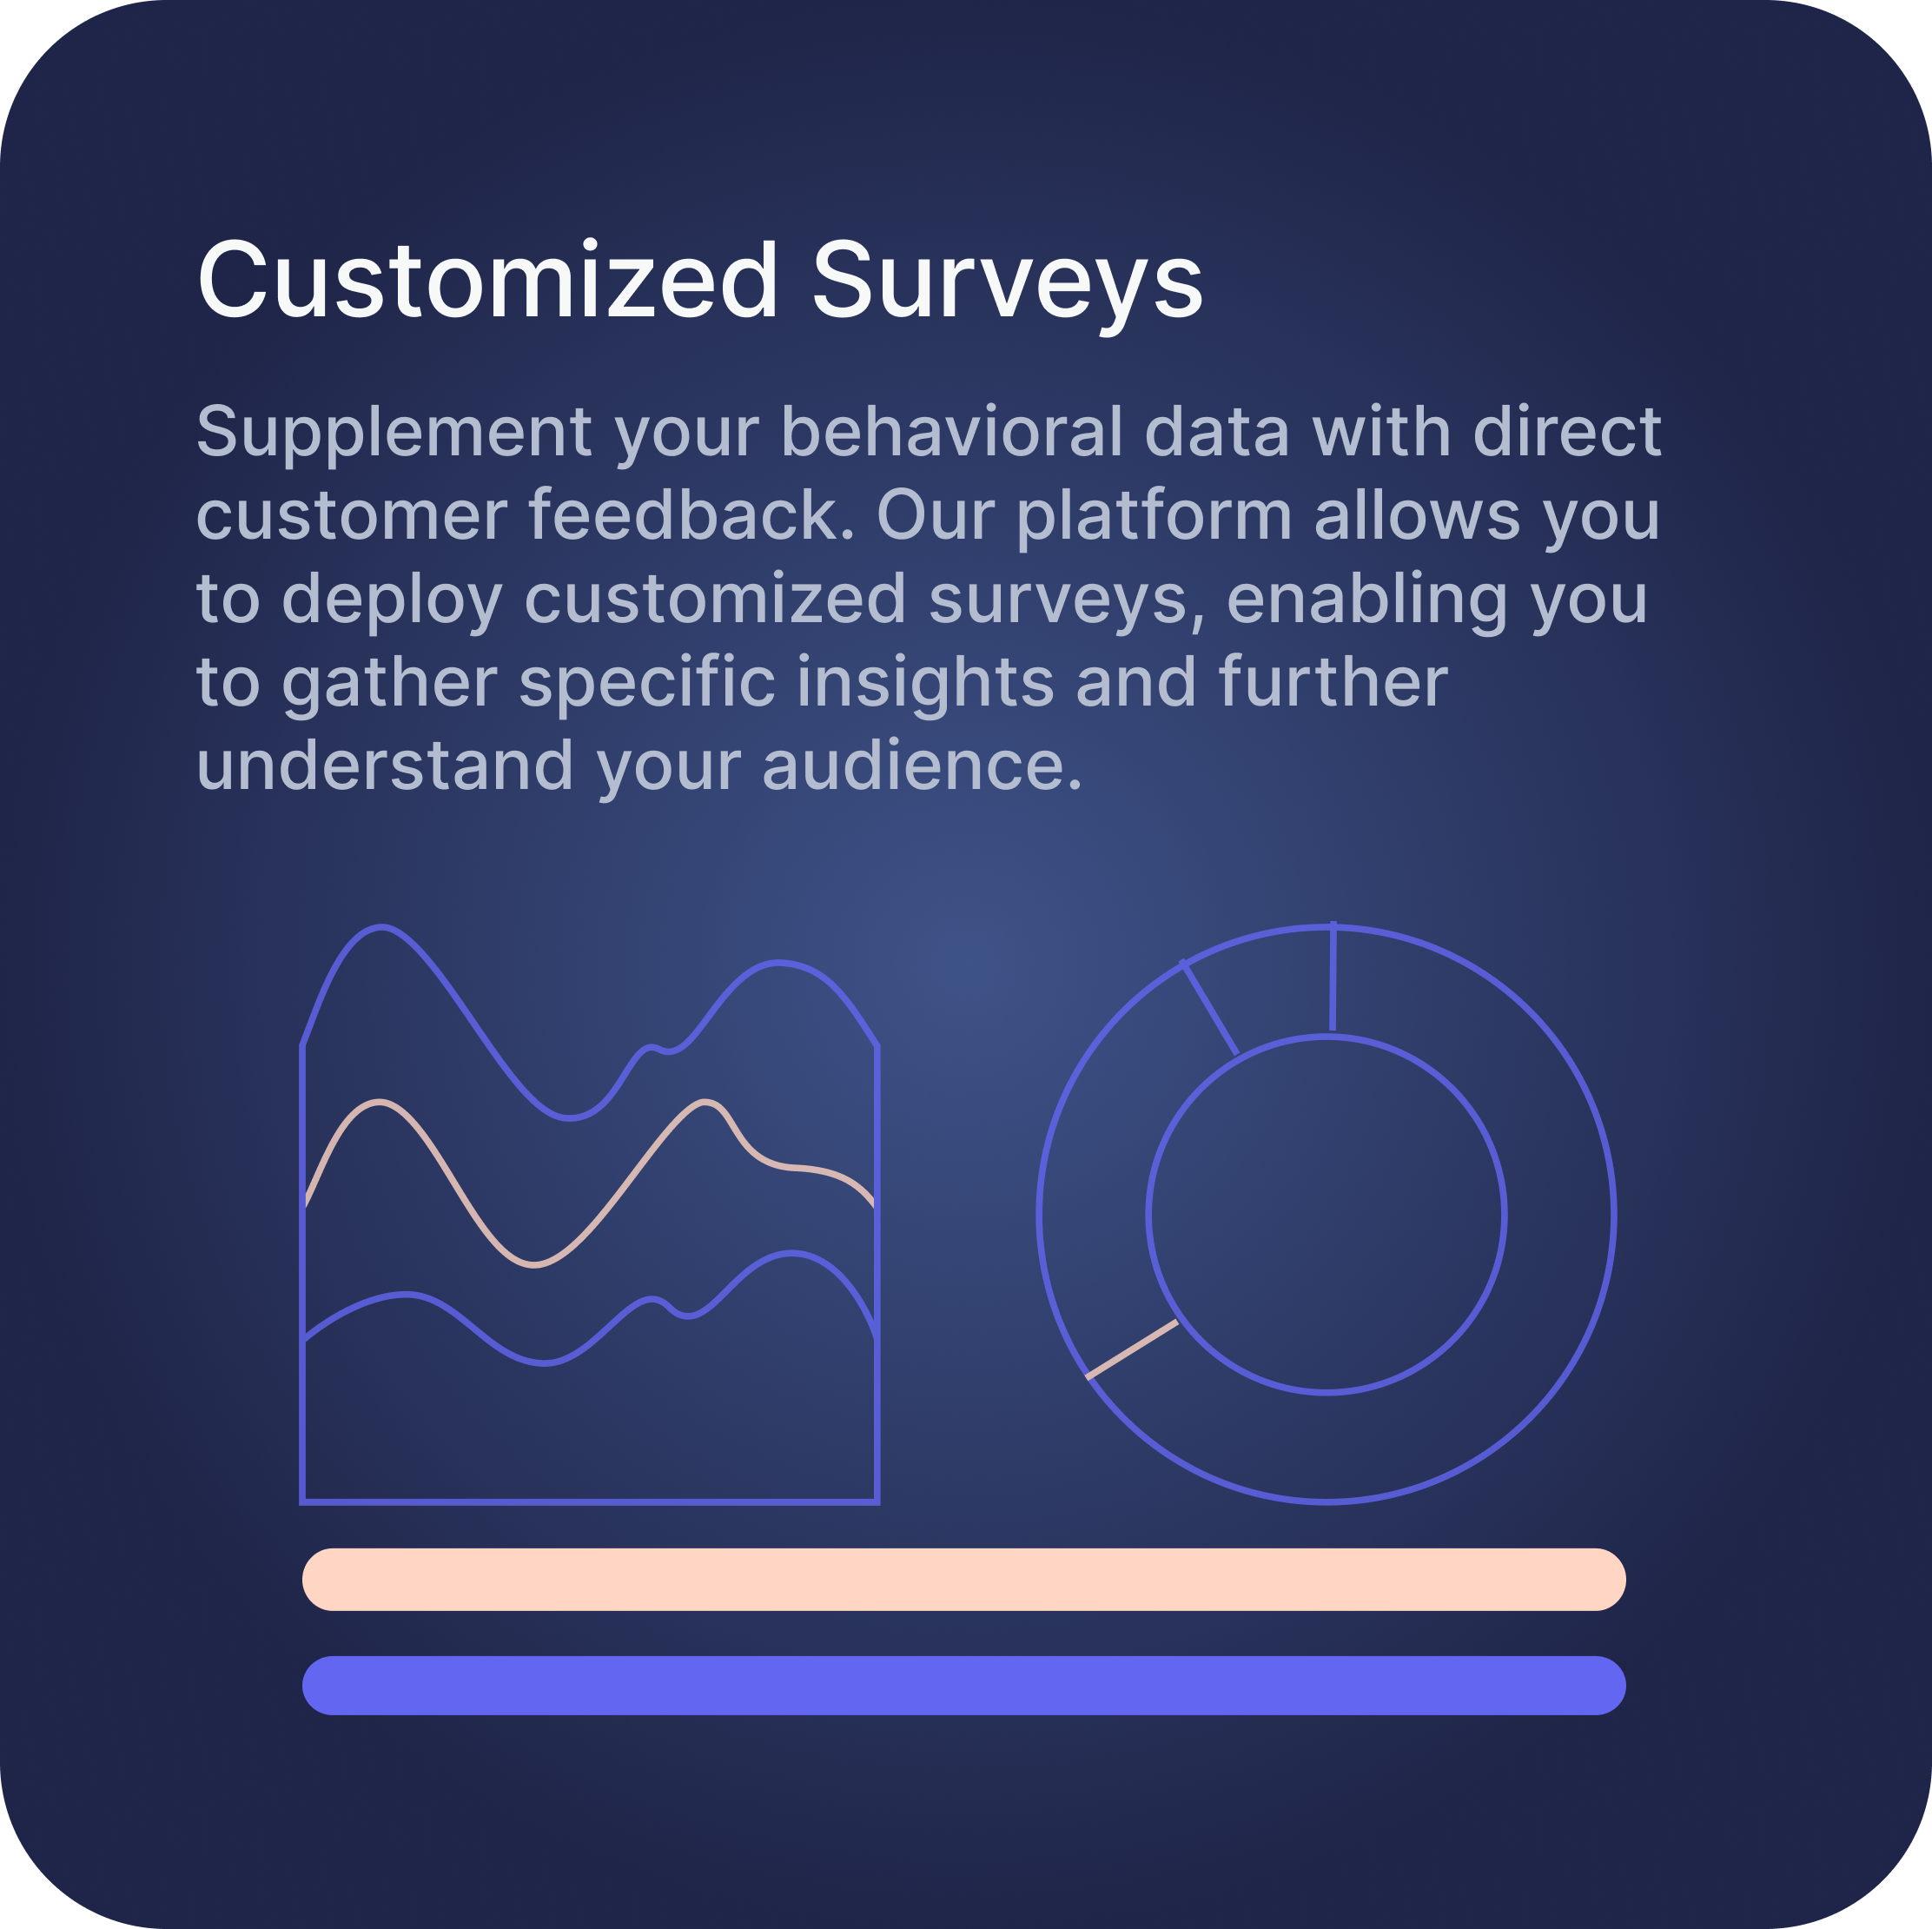 Customized Surveys
Supplement your behavioral data with direct
customer feedback. Our platform allows you
to deploy customized surveys, enabling you
to gather specific insights and further
understand your audience.